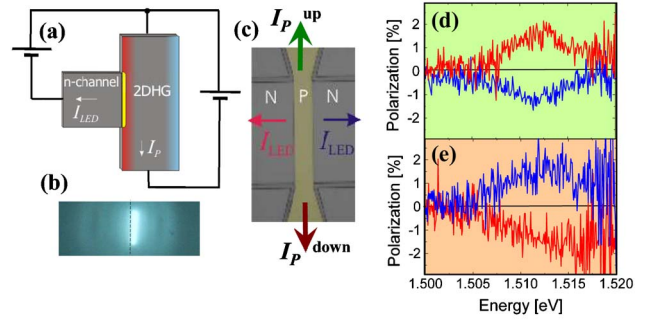 (a)
n-channel
2DHG
I_LED
I_P
(b)
(c)
I_P up
N P N
I_LED
I_LED
I_P down
(d)
Polarization [%]
2
1
0
-1
-2
(e)
Polarization [%]
2
1
0
-1
-2
1.500 1.505 1.510 1.515 1.520
Energy [eV]